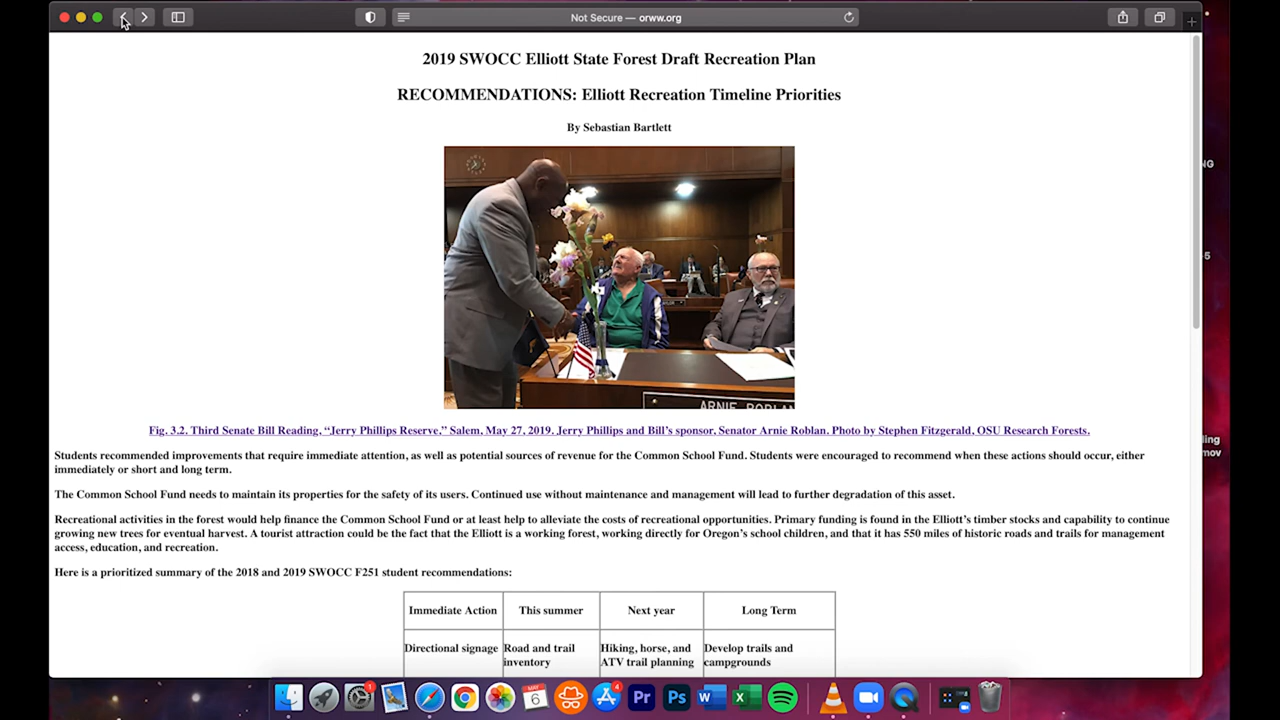 Not Secure — orww.org
2019 SWOCC Elliott State Forest Draft Recreation Plan
RECOMMENDATIONS: Elliott Recreation Timeline Priorities
By Sebastian Bartlett
ARNIE ROBLAN
Fig. 3.2. Third Senate Bill Reading, “Jerry Phillips Reserve,” Salem, May 27, 2019. Jerry Phillips and Bill’s sponsor, Senator Arnie Roblan. Photo by Stephen Fitzgerald, OSU Research Forests.
Students recommended improvements that require immediate attention, as well as potential sources of revenue for the Common School Fund. Students were encouraged to recommend when these actions should occur, either
immediately or short and long term.
The Common School Fund needs to maintain its properties for the safety of its users. Continued use without maintenance and management will lead to further degradation of this asset.
Recreational activities in the forest would help finance the Common School Fund or at least help to alleviate the costs of recreational opportunities. Primary funding is found in the Elliott’s timber stocks and capability to continue
growing new trees for eventual harvest. A tourist attraction could be the fact that the Elliott is a working forest, working directly for Oregon’s school children, and that it has 550 miles of historic roads and trails for management
access, education, and recreation.
Here is a prioritized summary of the 2018 and 2019 SWOCC F251 student recommendations:
Immediate Action This summer Next year Long Term
Directional signage Road and trail Hiking, horse, and Develop trails and
inventory ATV trail planning campgrounds
NG
-5
ling
mov
1
MAY
6
4
Pr
Ps
W
X